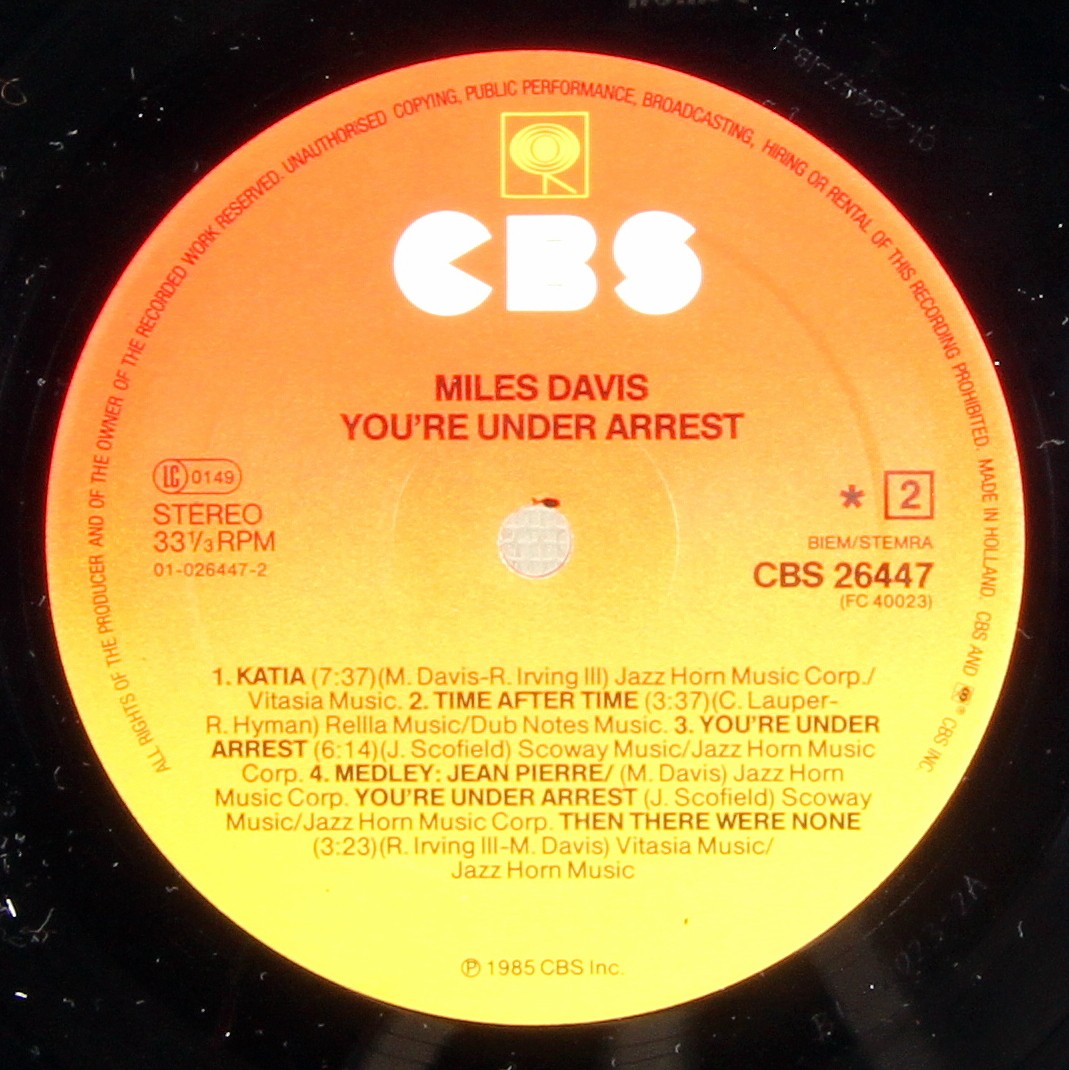 ALL RIGHTS OF THE PRODUCER AND OF THE OWNER OF THE RECORDED WORK RESERVED. UNAUTHORISED COPYING, PUBLIC PERFORMANCE, BROADCASTING, HIRING OR RENTAL OF THIS RECORDING PROHIBITED. MADE IN HOLLAND. CBS AND ® CBS INC.
CBS
MILES DAVIS
YOU'RE UNDER ARREST
LC 0149
STEREO
33 1/3 RPM
01-026447-2
* 2
BIEM/STEMRA
CBS 26447
(FC 40023)
1. KATIA (7:37)(M. Davis-R. Irving III) Jazz Horn Music Corp./
Vitasia Music. 2. TIME AFTER TIME (3:37)(C. Lauper-
R. Hyman) Rellla Music/Dub Notes Music. 3. YOU'RE UNDER
ARREST (6:14)(J. Scofield) Scoway Music/Jazz Horn Music
Corp. 4. MEDLEY: JEAN PIERRE/ (M. Davis) Jazz Horn
Music Corp. YOU'RE UNDER ARREST (J. Scofield) Scoway
Music/Jazz Horn Music Corp. THEN THERE WERE NONE
(3:23)(R. Irving III-M. Davis) Vitasia Music/
Jazz Horn Music
℗ 1985 CBS Inc.